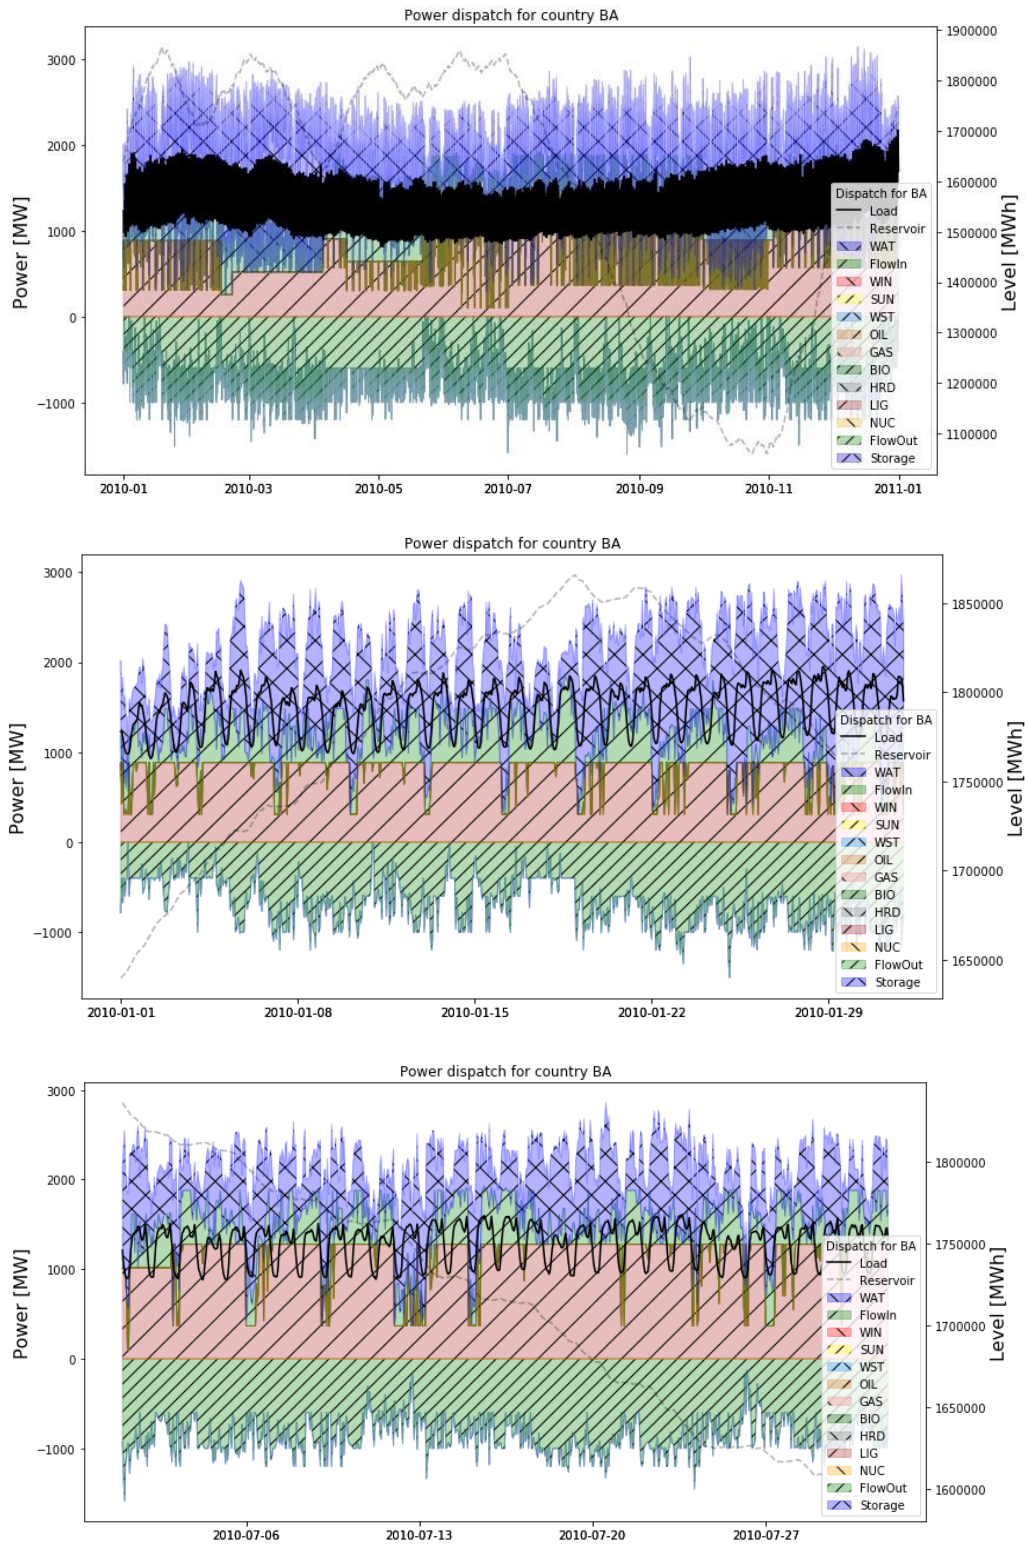 Power dispatch for country BA
Power [MW]
3000
2000
1000
0
−1000
1900000
1800000
1700000
1600000
1500000
1400000
1300000
1200000
1100000
Level [MWh]
Dispatch for BA
Load
Reservoir
WAT
FlowIn
WIN
SUN
WST
OIL
GAS
BIO
HRD
LIG
NUC
FlowOut
Storage
2010-01
2010-03
2010-05
2010-07
2010-09
2010-11
2011-01
Power dispatch for country BA
Power [MW]
3000
2000
1000
0
−1000
1850000
1800000
1750000
1700000
1650000
Level [MWh]
Dispatch for BA
Load
Reservoir
WAT
FlowIn
WIN
SUN
WST
OIL
GAS
BIO
HRD
LIG
NUC
FlowOut
Storage
2010-01-01
2010-01-08
2010-01-15
2010-01-22
2010-01-29
Power dispatch for country BA
Power [MW]
3000
2000
1000
0
−1000
1800000
1750000
1700000
1650000
1600000
Level [MWh]
Dispatch for BA
Load
Reservoir
WAT
FlowIn
WIN
SUN
WST
OIL
GAS
BIO
HRD
LIG
NUC
FlowOut
Storage
2010-07-06
2010-07-13
2010-07-20
2010-07-27